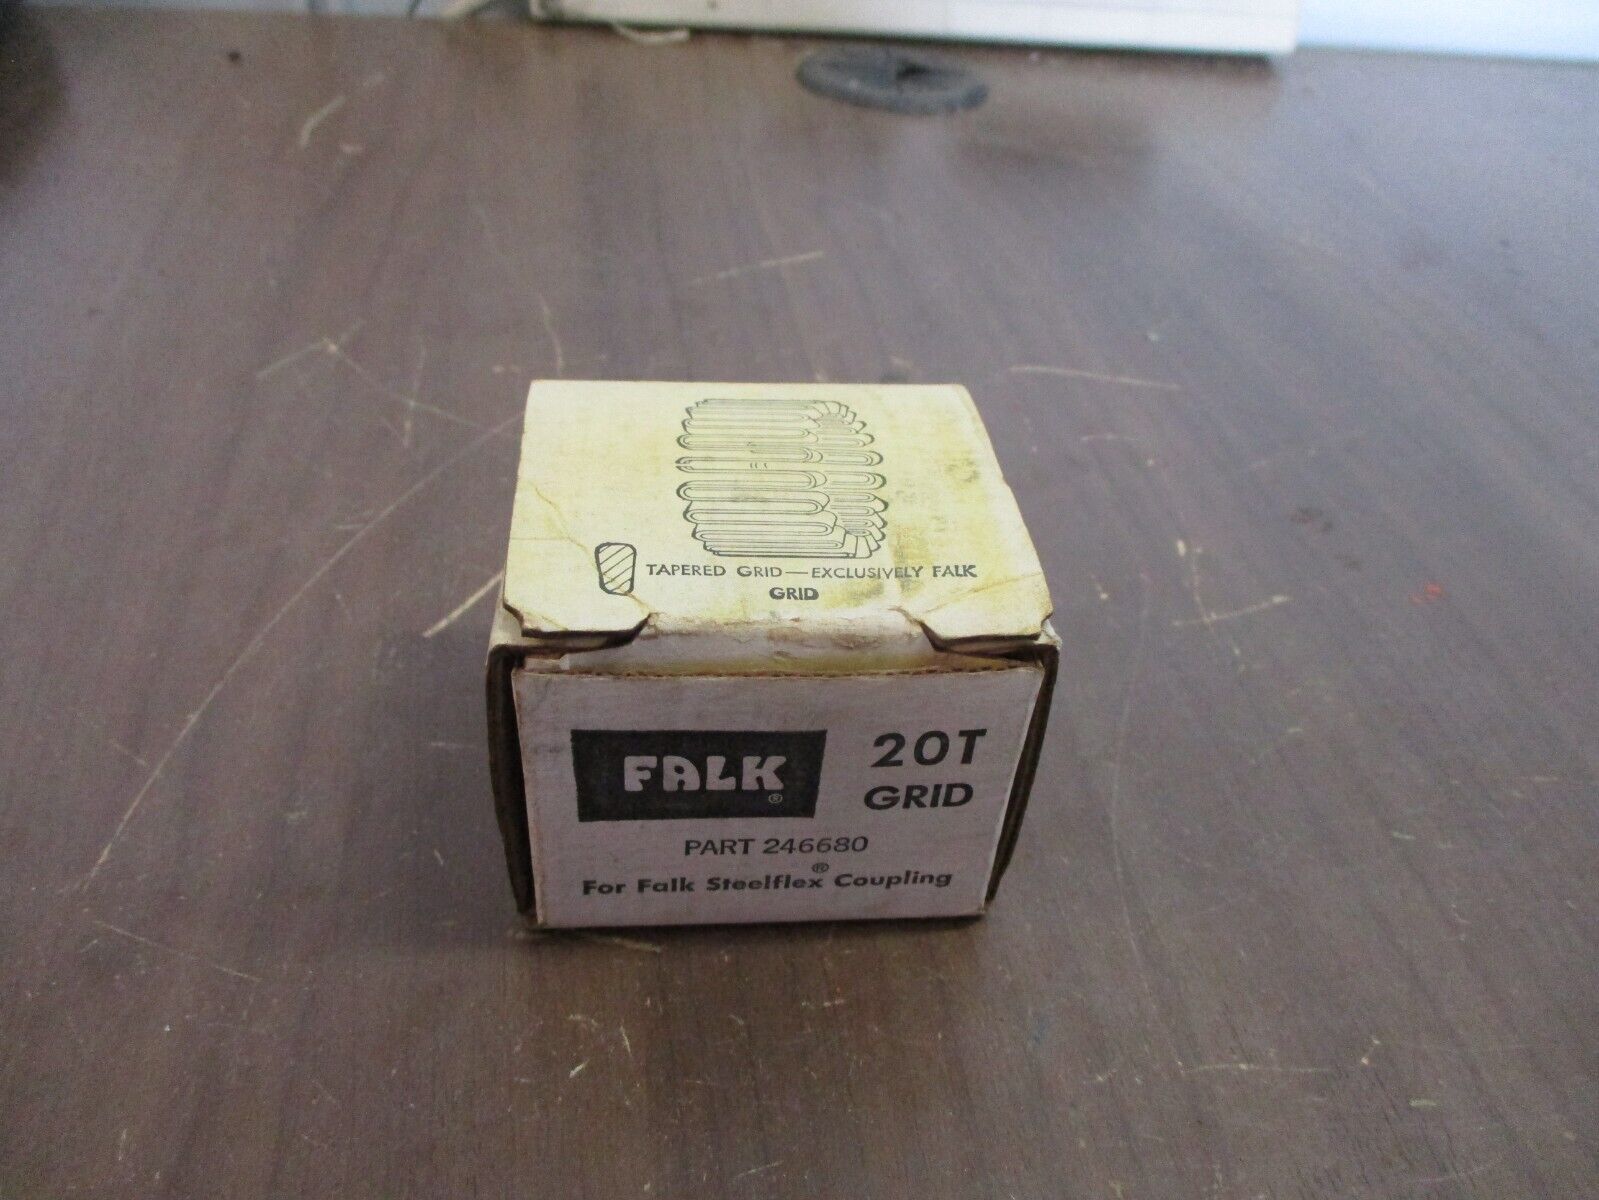 TAPERED GRID—EXCLUSIVELY FALK
GRID
FALK®
20T
GRID
PART 246680
For Falk Steelflex® Coupling